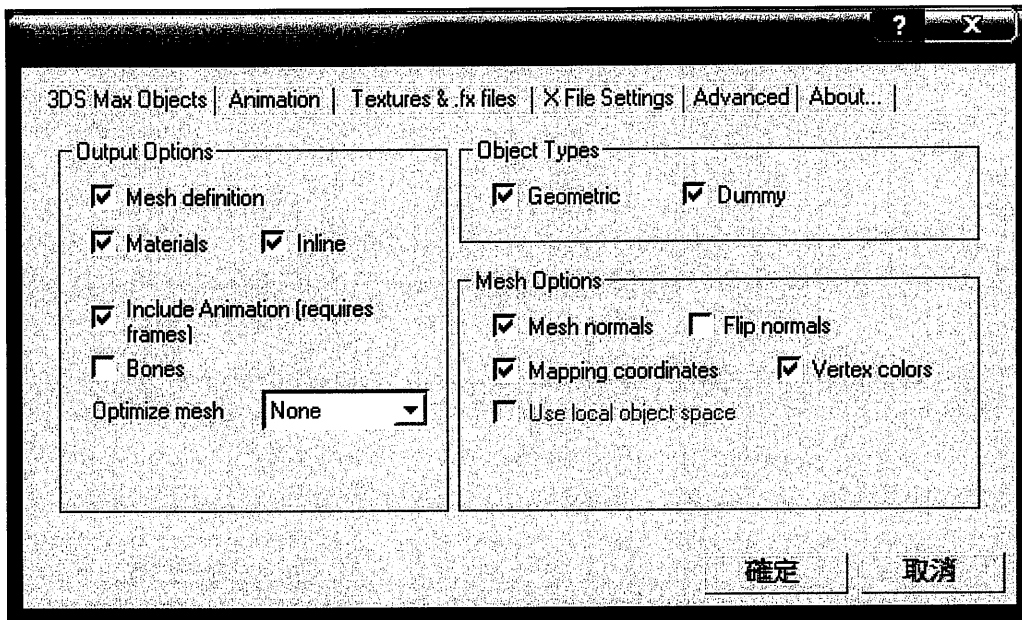 ?
X
3DS Max Objects Animation Textures & .fx files X File Settings Advanced About...
Output Options
Mesh definition
Materials Inline
Include Animation (requires
frames)
Bones
Optimize mesh None
Object Types
Geometric Dummy
Mesh Options
Mesh normals Flip normals
Mapping coordinates Vertex colors
Use local object space
確定 取消